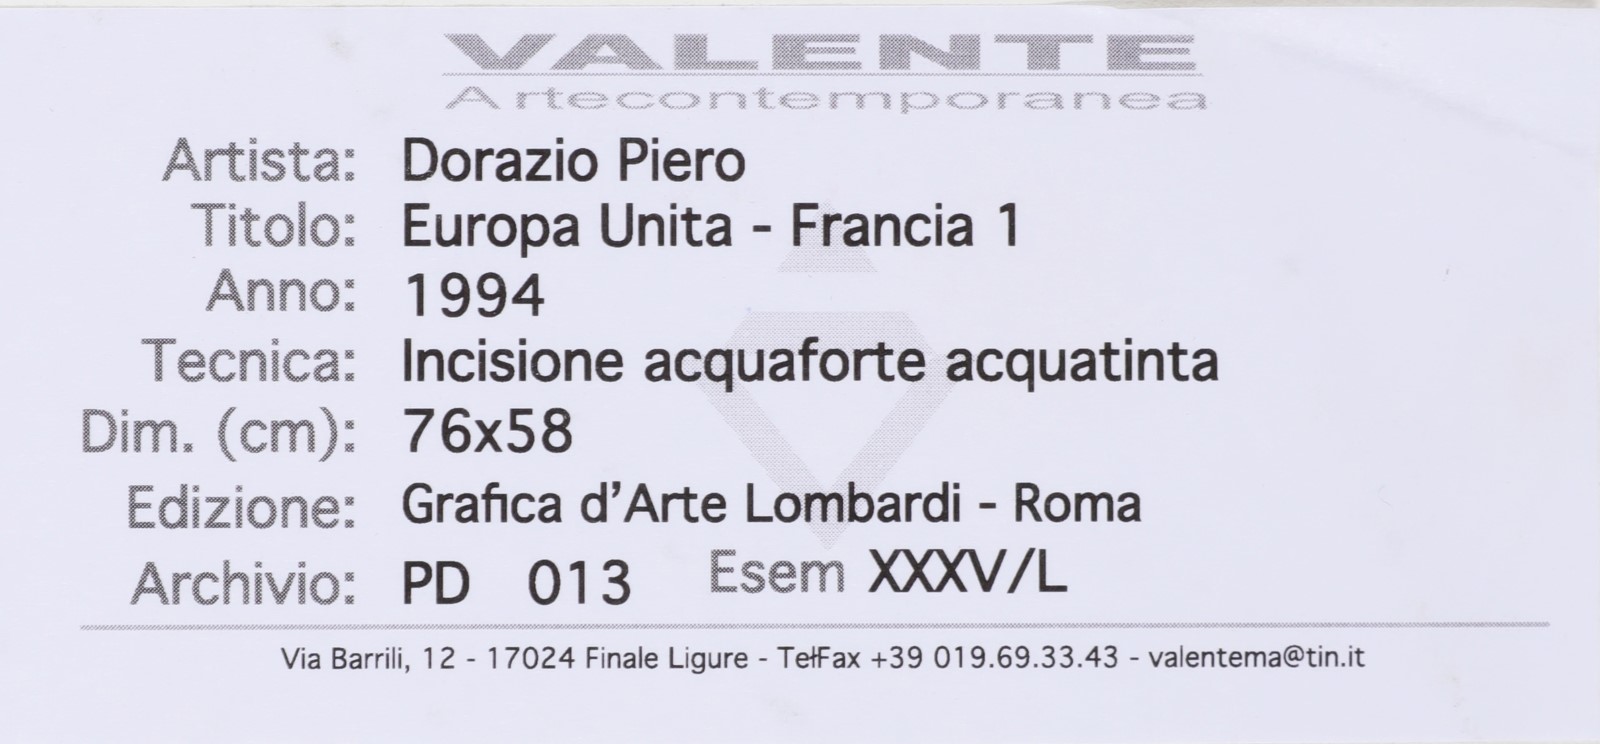 VALENTE
Artecontemporanea
Artista: Dorazio Piero
Titolo: Europa Unita - Francia 1
Anno: 1994
Tecnica: Incisione acquaforte acquatinta
Dim. (cm): 76x58
Edizione: Grafica d’Arte Lombardi - Roma
Archivio: PD 013 Esem XXXV/L
Via Barrili, 12 - 17024 Finale Ligure - Tel-Fax +39 019.69.33.43 - valentema@tin.it